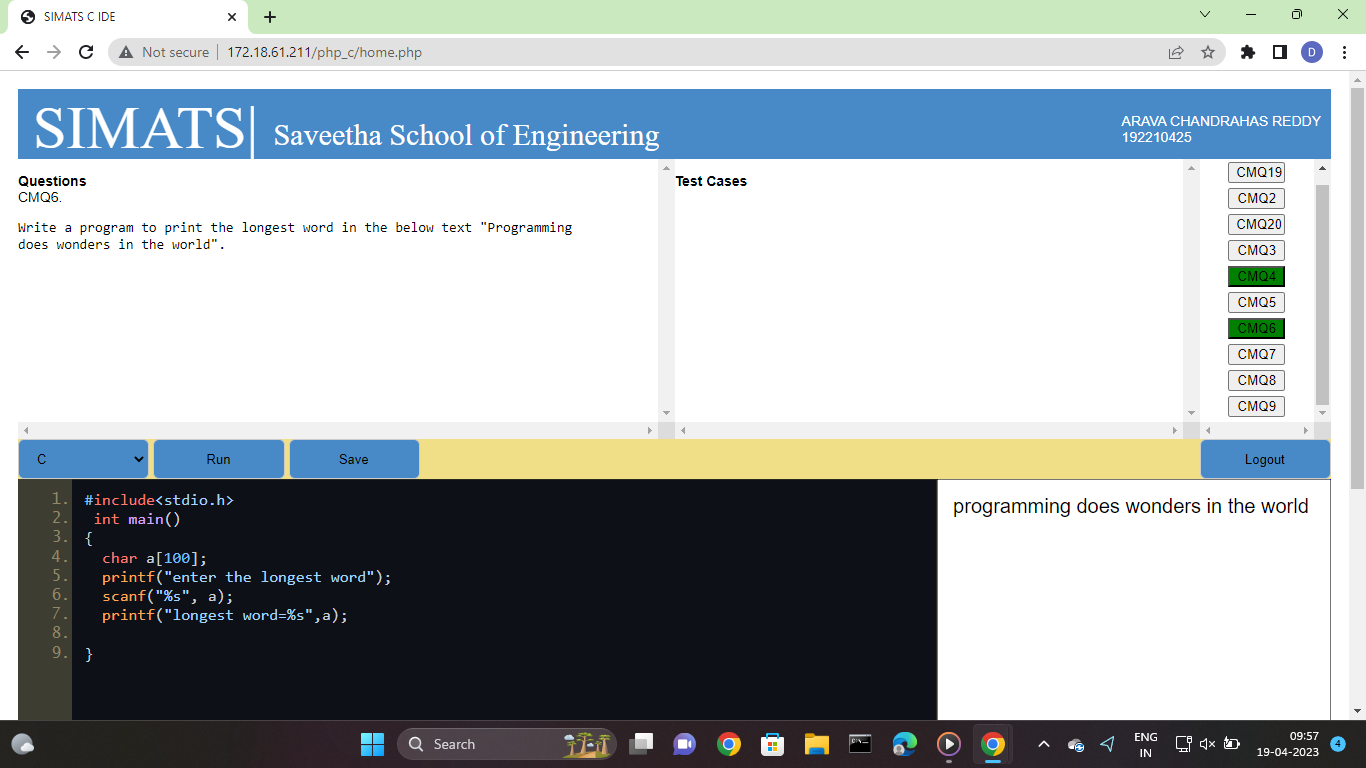 SIMATS C IDE
Not secure
172.18.61.211/php_c/home.php
D
SIMATS|
Saveetha School of Engineering
ARAVA CHANDRAHAS REDDY
192210425
Questions
CMQ6.
Write a program to print the longest word in the below text "Programming
does wonders in the world".
Test Cases
CMQ19
CMQ2
CMQ20
CMQ3
CMQ4
CMQ5
CMQ6
CMQ7
CMQ8
CMQ9
C
Run
Save
Logout
1. #include<stdio.h>
2. int main()
3. {
4. char a[100];
5. printf("enter the longest word");
6. scanf("%s", a);
7. printf("longest word=%s",a);
8.
9. }
programming does wonders in the world
Search
ENG
IN
09:57
19-04-2023
4